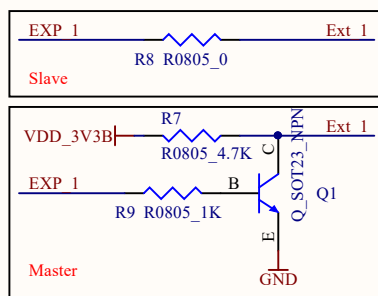 EXP_1
Ext_1
R8 R0805_0
Slave
R7
Ext_1
VDD_3V3B
R0805_4.7K
C
Q_SOT23_NPN
EXP_1
B
Q1
R9 R0805_1K
E
Master
GND